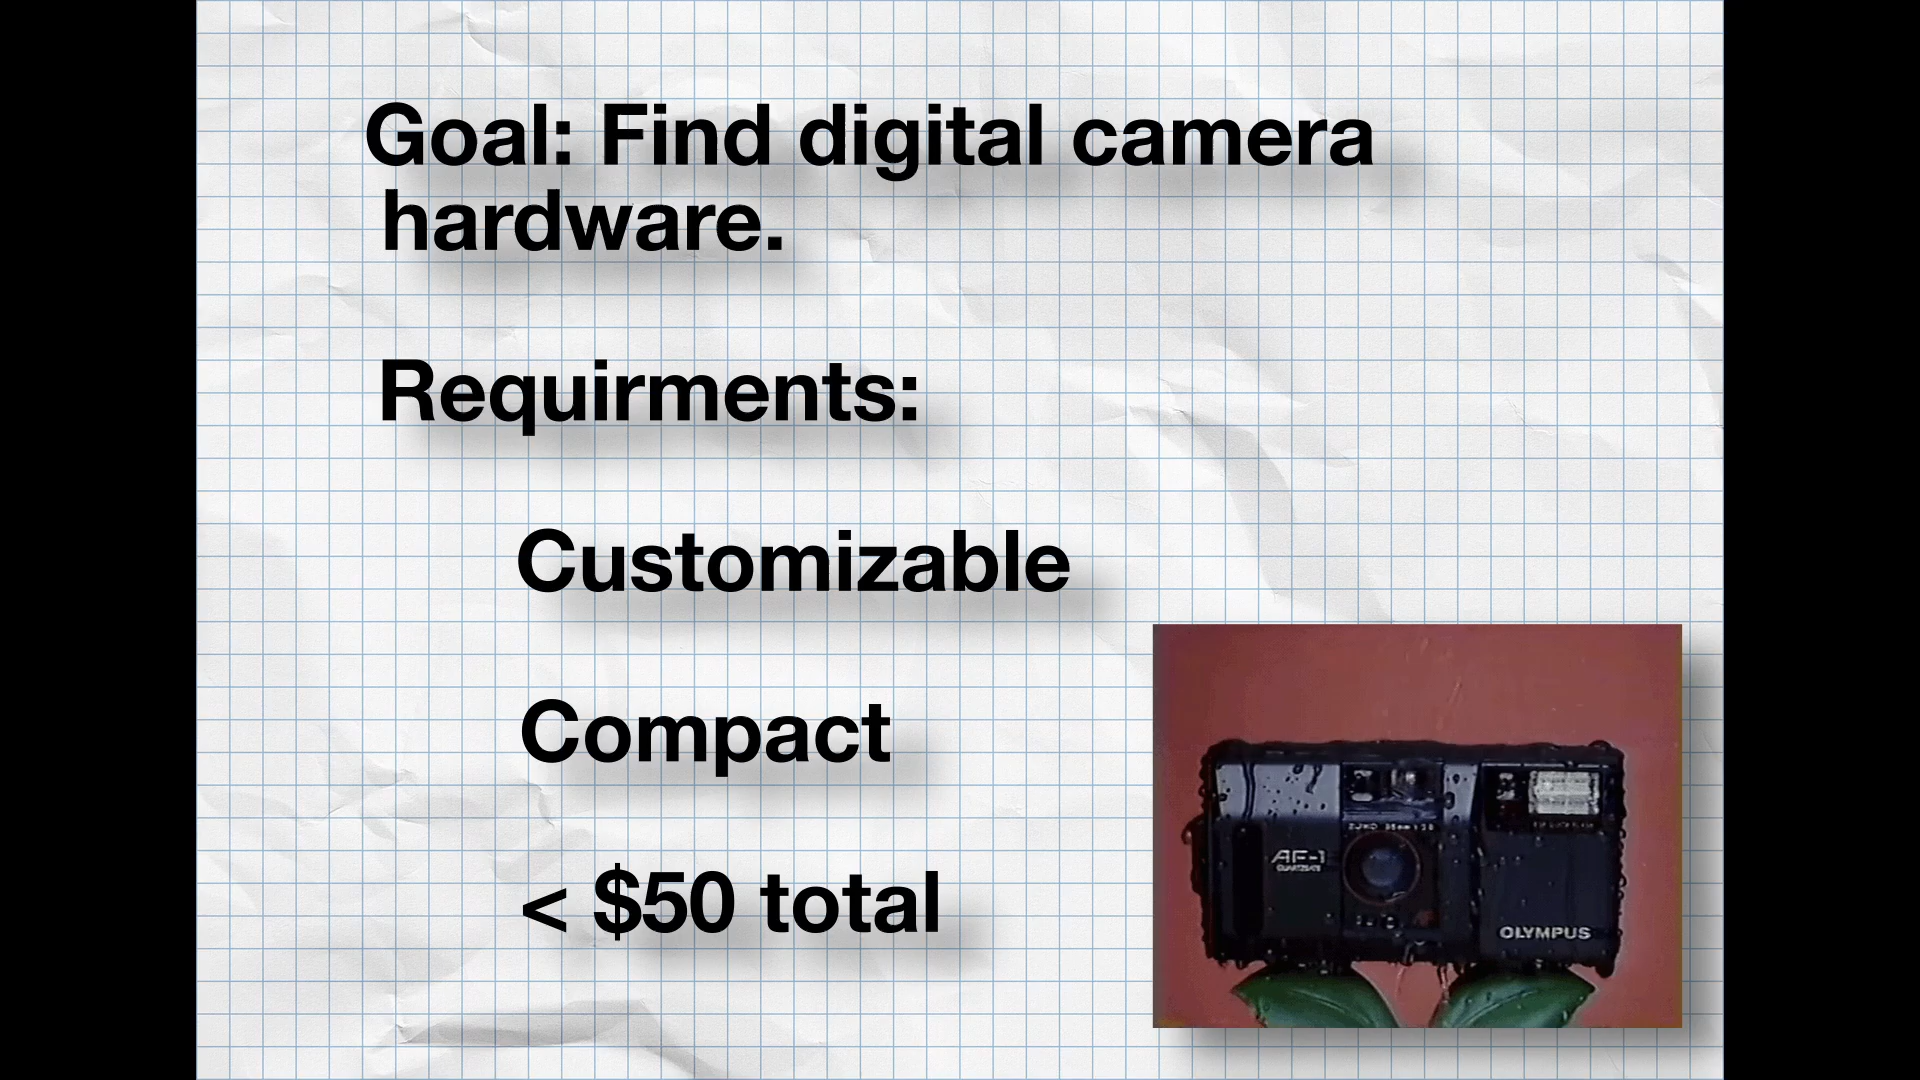 Goal: Find digital camera
hardware.
Requirments:
Customizable
Compact
< $50 total
AF-1
OLYMPUS